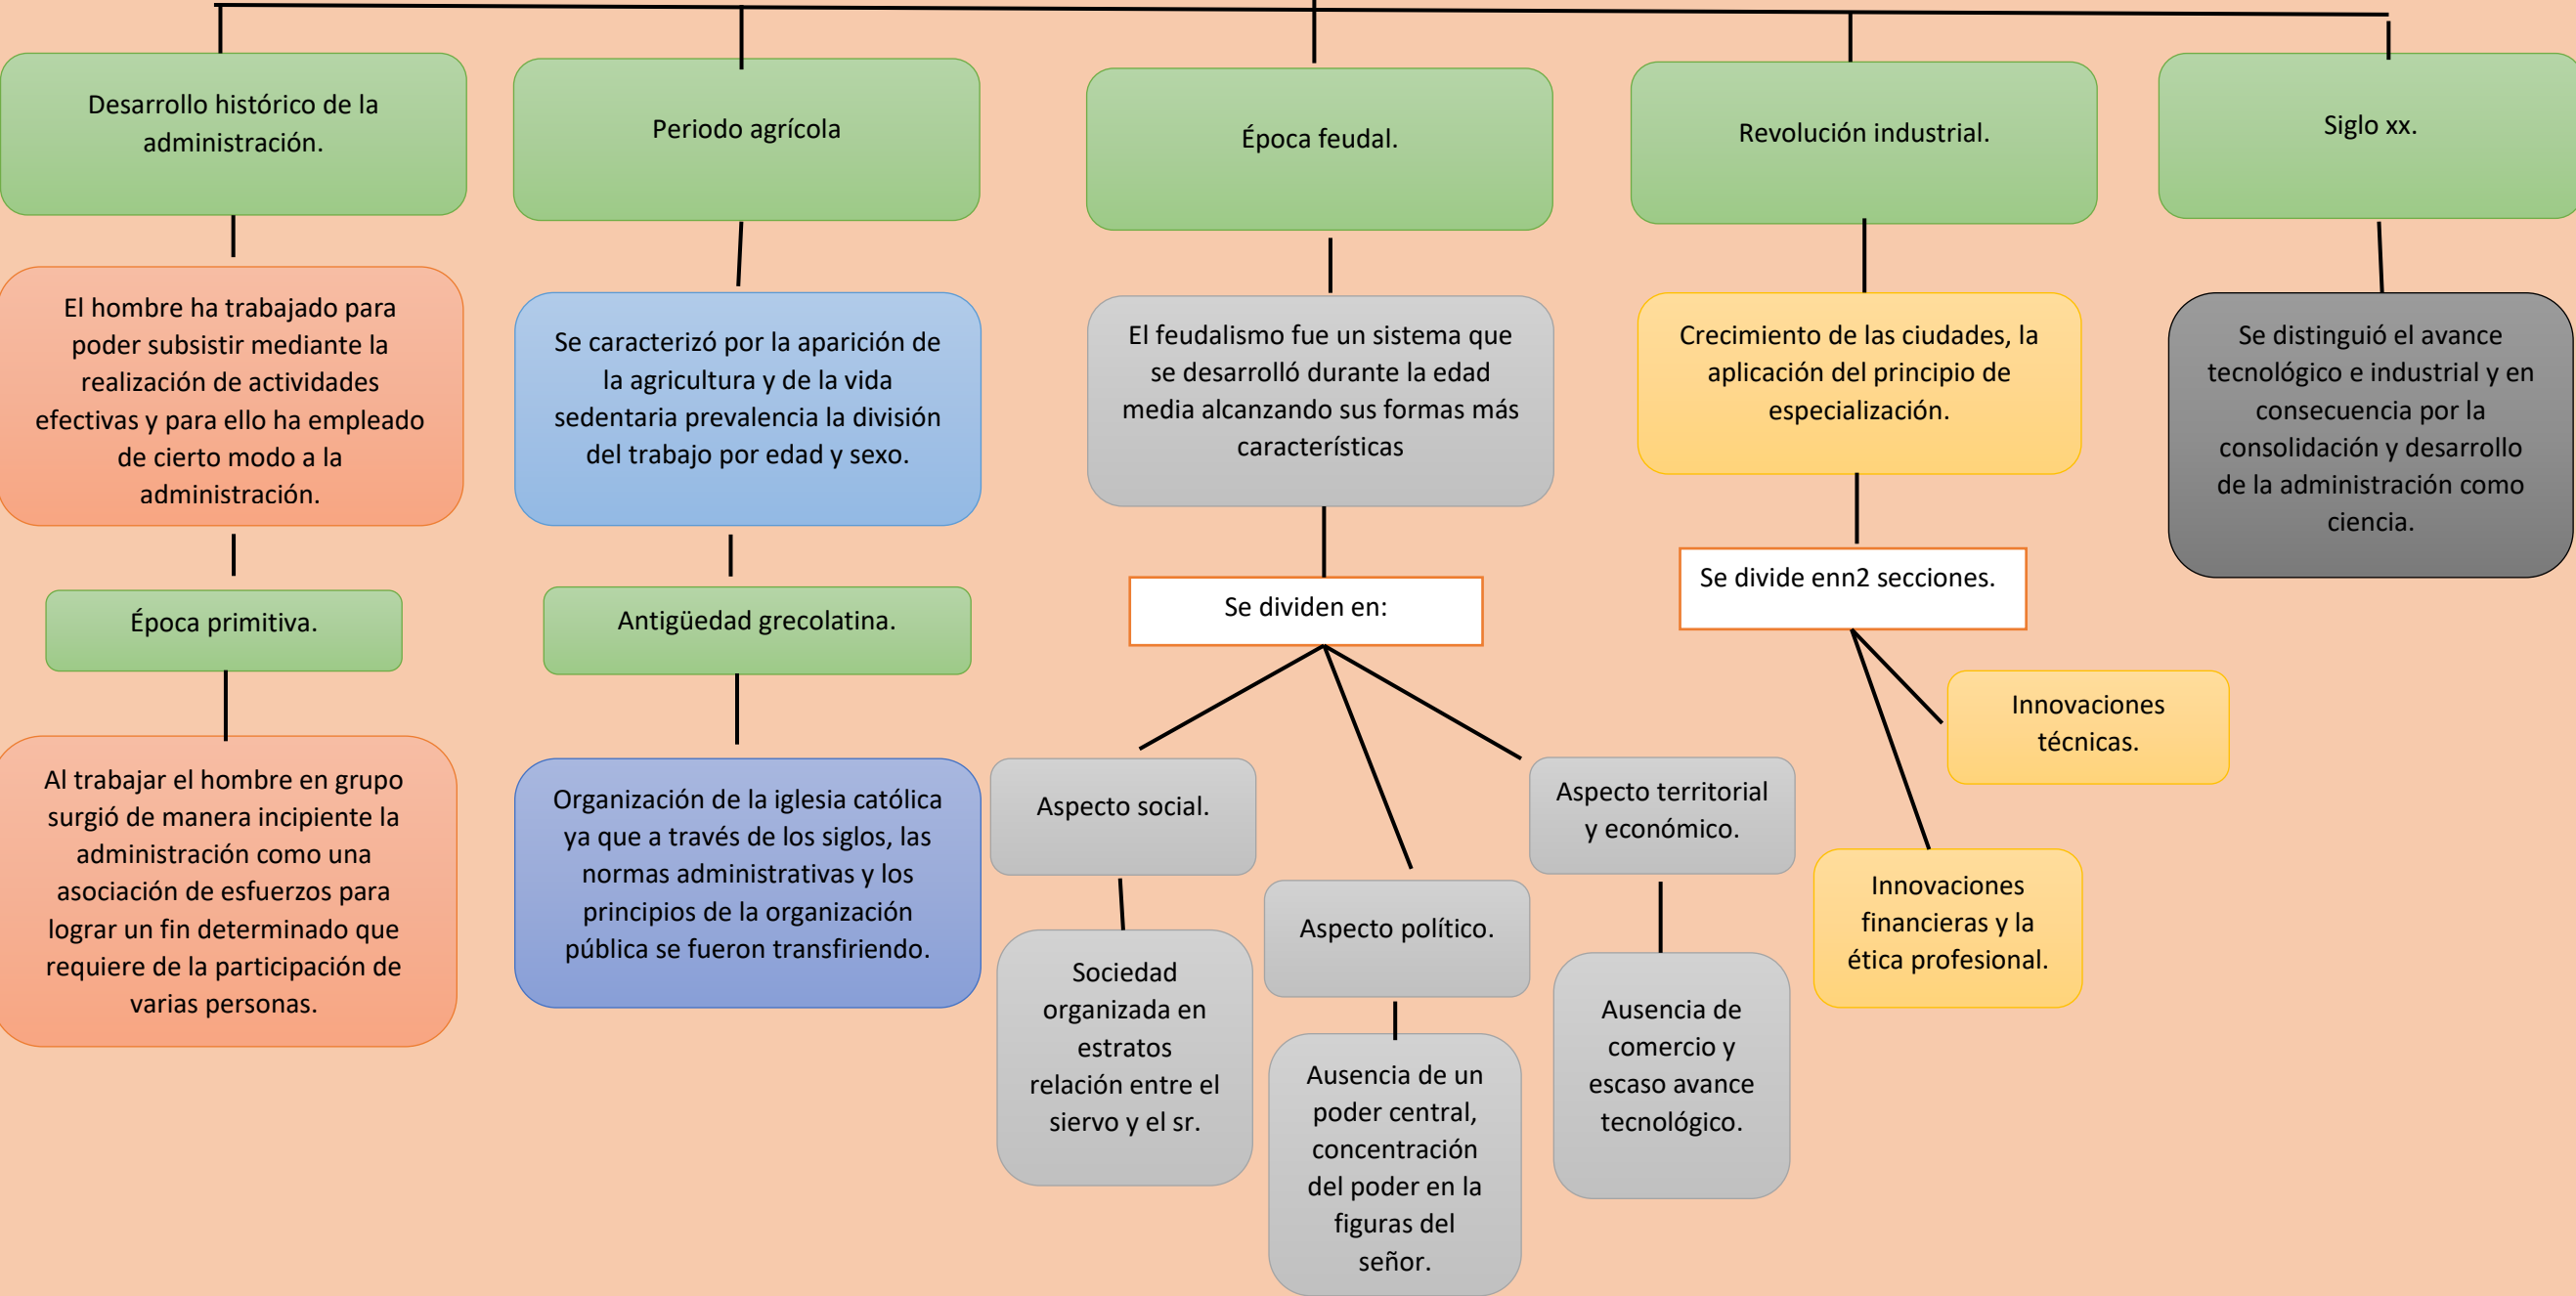 Desarrollo histórico de la
administración.
El hombre ha trabajado para
poder subsistir mediante la
realización de actividades
efectivas y para ello ha empleado
de cierto modo a la
administración.
Época primitiva.
Al trabajar el hombre en grupo
surgió de manera incipiente la
administración como una
asociación de esfuerzos para
lograr un fin determinado que
requiere de la participación de
varias personas.
Periodo agrícola
Se caracterizó por la aparición de
la agricultura y de la vida
sedentaria prevalencia la división
del trabajo por edad y sexo.
Antigüedad grecolatina.
Organización de la iglesia católica
ya que a través de los siglos, las
normas administrativas y los
principios de la organización
pública se fueron transfiriendo.
Época feudal.
El feudalismo fue un sistema que
se desarrolló durante la edad
media alcanzando sus formas más
características
Se dividen en:
Aspecto social.
Sociedad
organizada en
estratos
relación entre el
siervo y el sr.
Aspecto político.
Ausencia de un
poder central,
concentración
del poder en la
figuras del
señor.
Aspecto territorial
y económico.
Ausencia de
comercio y
escaso avance
tecnológico.
Revolución industrial.
Crecimiento de las ciudades, la
aplicación del principio de
especialización.
Se divide enn2 secciones.
Innovaciones
técnicas.
Innovaciones
financieras y la
ética profesional.
Siglo xx.
Se distinguió el avance
tecnológico e industrial y en
consecuencia por la
consolidación y desarrollo
de la administración como
ciencia.